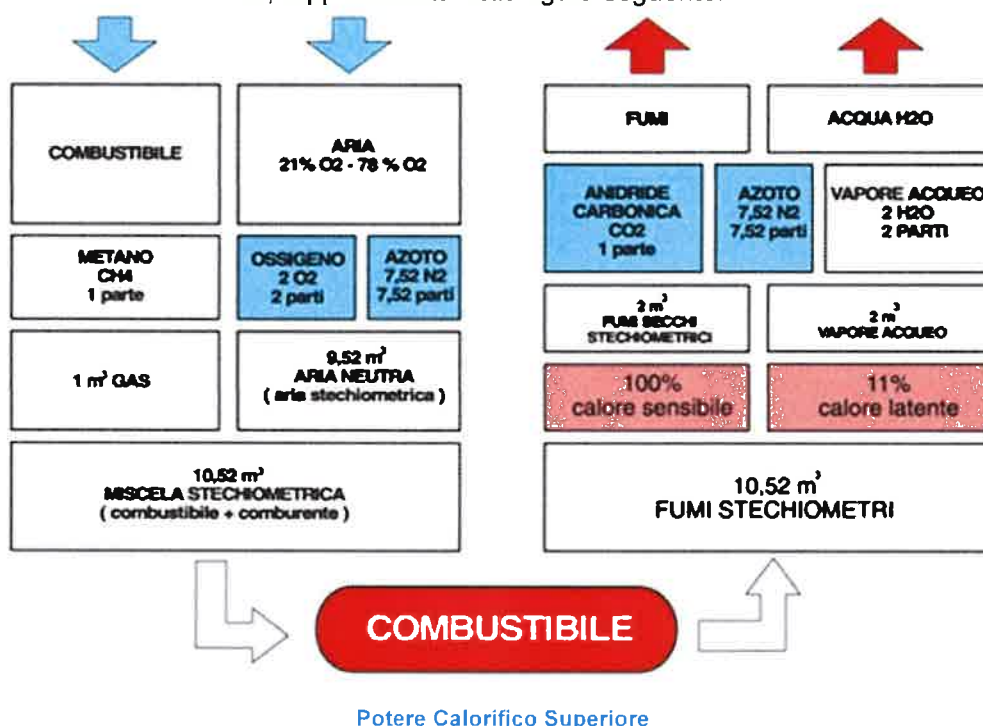 COMBUSTIBILE
ARIA
21% O2 - 78 % O2
METANO
CH4
1 parte
OSSIGENO
2 O2
2 parti
AZOTO
7,52 N2
7,52 parti
1 m³ GAS
9,52 m³
ARIA NEUTRA
( aria stechiometrica )
10,52 m³
MISCELA STECHIOMETRICA
( combustibile + comburente )
FUMI
ACQUA H2O
ANIDRIDE
CARBONICA
CO2
1 parte
AZOTO
7,52 N2
7,52 parti
VAPORE ACQUEO
2 H2O
2 PARTI
2 m³
FUMI SECCHI
STECHIOMETRICI
2 m³
VAPORE ACQUEO
100%
calore sensibile
11%
calore latente
10,52 m³
FUMI STECHIOMETRI
COMBUSTIBILE
Potere Calorifico Superiore